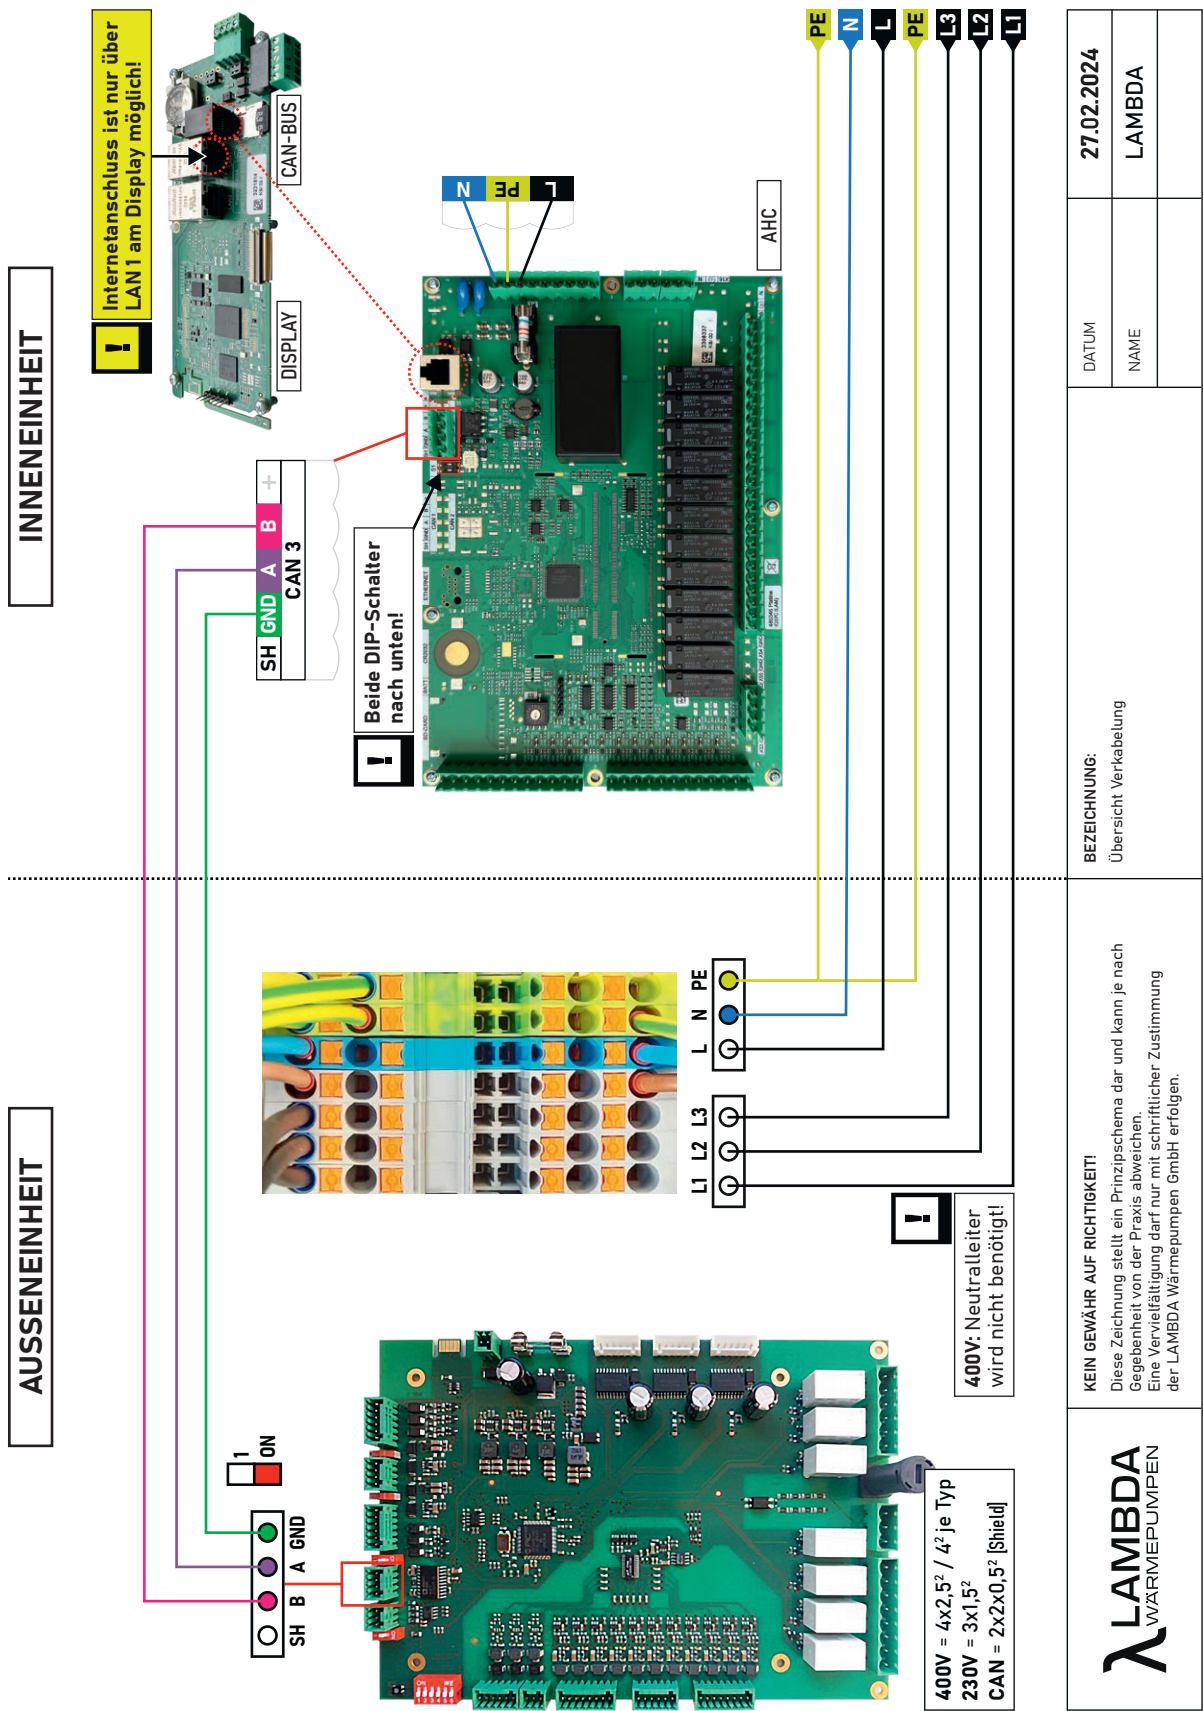 AUSSENEINHEIT
INNENEINHEIT
SH B A GND
1
ON
SH GND A B +
CAN 3
Internetanschluss ist nur über
LAN 1 am Display möglich!
DISPLAY
CAN-BUS
Beide DIP-Schalter
nach unten!
N
PE
L
AHC
L1 L2 L3 L N PE
PE
N
L
PE
L3
L2
L1
400V: Neutralleiter
wird nicht benötigt!
400V = 4x2,5² / 4² je Typ
230V = 3x1,5²
CAN = 2x2x0,5² [Shield]
LAMBDA
WÄRMEPUMPEN
KEIN GEWÄHR AUF RICHTIGKEIT!
Diese Zeichnung stellt ein Prinzipschema dar und kann je nach
Gegebenheit von der Praxis abweichen.
Eine Vervielfältigung darf nur mit schriftlicher Zustimmung
der LAMBDA Wärmepumpen GmbH erfolgen.
BEZEICHNUNG:
Übersicht Verkabelung
DATUM
27.02.2024
NAME
LAMBDA